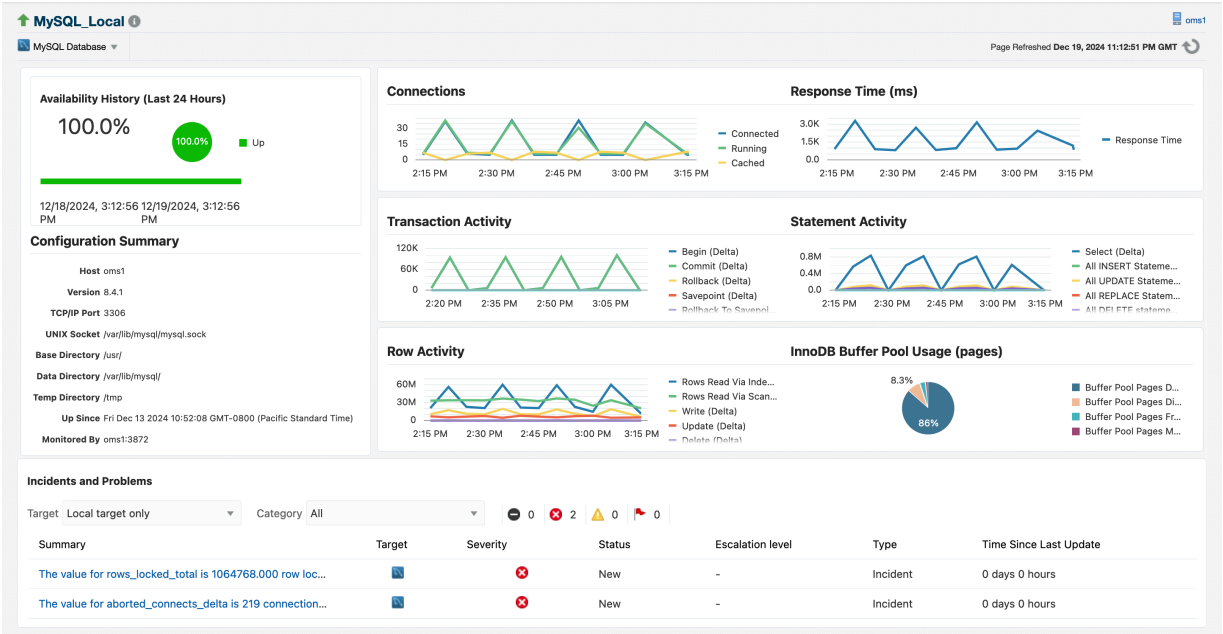 MySQL_Local
oms1
MySQL Database
Page Refreshed Dec 19, 2024 11:12:51 PM GMT
Availability History (Last 24 Hours)
100.0%
100.0%
Up
12/18/2024, 3:12:56 PM
12/19/2024, 3:12:56 PM
Configuration Summary
Host oms1
Version 8.4.1
TCP/IP Port 3306
UNIX Socket /var/lib/mysql/mysql.sock
Base Directory /usr/
Data Directory /var/lib/mysql/
Temp Directory /tmp
Up Since Fri Dec 13 2024 10:52:08 GMT-0800 (Pacific Standard Time)
Monitored By oms1:3872
Connections
30
15
0
2:15 PM 2:30 PM 2:45 PM 3:00 PM 3:15 PM
Connected
Running
Cached
Response Time (ms)
3.0K
1.5K
0.0
2:15 PM 2:30 PM 2:45 PM 3:00 PM 3:15 PM
Response Time
Transaction Activity
120K
60K
0
2:20 PM 2:35 PM 2:50 PM 3:05 PM
Begin (Delta)
Commit (Delta)
Rollback (Delta)
Savepoint (Delta)
Rollback To Savepoi...
Statement Activity
0.8M
0.4M
0.0
2:15 PM 2:30 PM 2:45 PM 3:00 PM 3:15 PM
Select (Delta)
All INSERT Stateme...
All UPDATE Stateme...
All REPLACE Statem...
All DELETE stateme...
Row Activity
60M
30M
0
2:15 PM 2:30 PM 2:45 PM 3:00 PM 3:15 PM
Rows Read Via Inde...
Rows Read Via Scan...
Write (Delta)
Update (Delta)
Delete (Delta)
InnoDB Buffer Pool Usage (pages)
8.3%
86%
Buffer Pool Pages D...
Buffer Pool Pages Di...
Buffer Pool Pages Fr...
Buffer Pool Pages M...
Incidents and Problems
Target Local target only Category All 0 2 0 0
Summary Target Severity Status Escalation level Type Time Since Last Update
The value for rows_locked_total is 1064768.000 row loc... New - Incident 0 days 0 hours
The value for aborted_connects_delta is 219 connection... New - Incident 0 days 0 hours